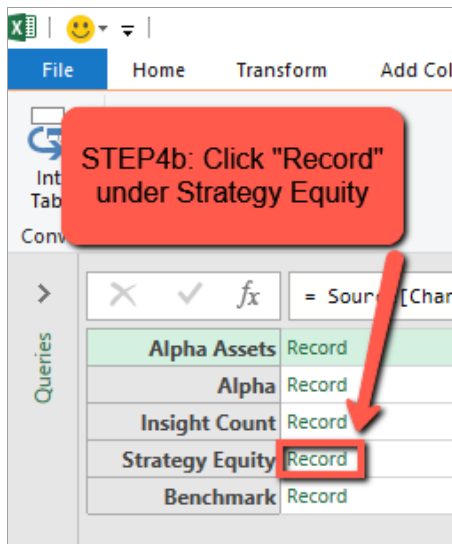 File Home Transform Add Col
STEP4b: Click "Record"
under Strategy Equity
Int
Tab
Conv
fx = Source[Char
Queries
Alpha Assets Record
Alpha Record
Insight Count Record
Strategy Equity Record
Benchmark Record